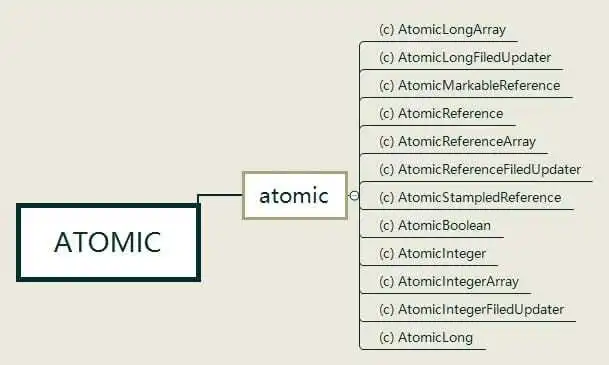 ATOMIC
atomic
(c) AtomicLongArray
(c) AtomicLongFiledUpdater
(c) AtomicMarkableReference
(c) AtomicReference
(c) AtomicReferenceArray
(c) AtomicReferenceFiledUpdater
(c) AtomicStampledReference
(c) AtomicBoolean
(c) AtomicInteger
(c) AtomicIntegerArray
(c) AtomicIntegerFiledUpdater
(c) AtomicLong